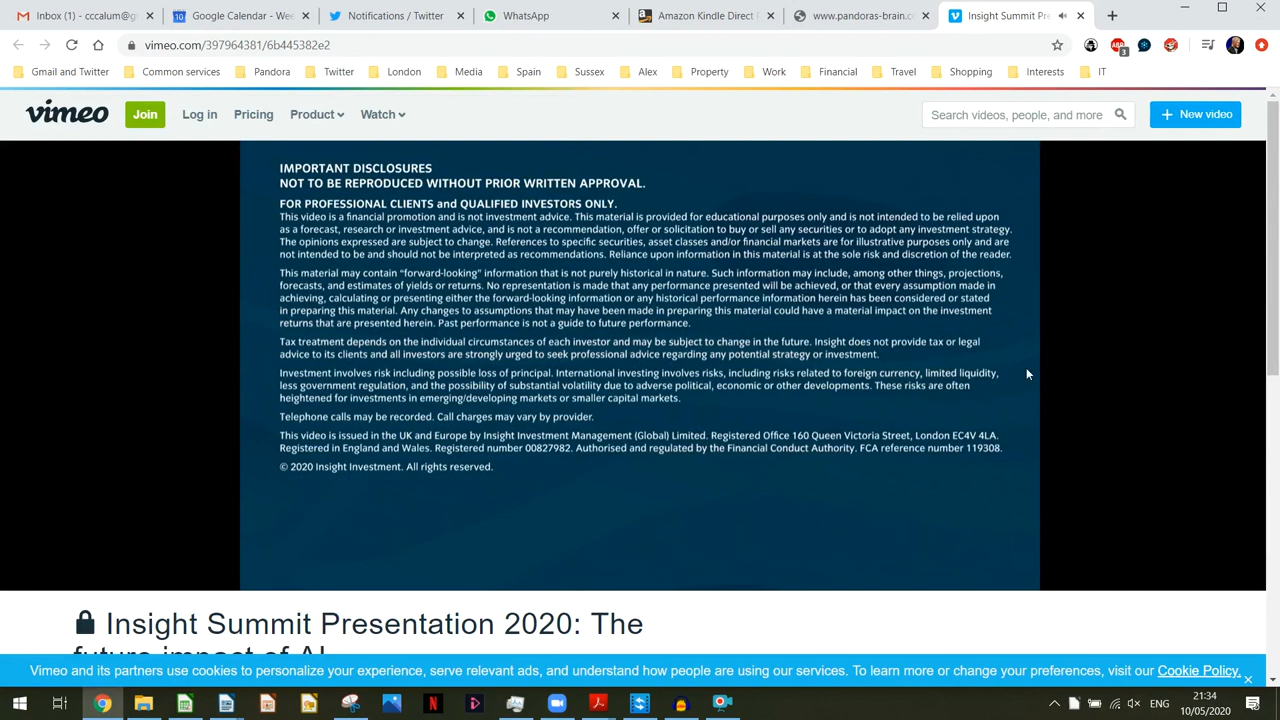 Inbox (1) - cccalum@g
Google Calendar - Wee
Notifications / Twitter
WhatsApp
Amazon Kindle Direct P
www.pandoras-brain.c
Insight Summit Pre
vimeo.com/397964381/6b445382e2
3
Gmail and Twitter
Common services
Pandora
Twitter
London
Media
Spain
Sussex
Alex
Property
Work
Financial
Travel
Shopping
Interests
IT
vimeo
Join
Log in
Pricing
Product
Watch
Search videos, people, and more
+ New video
IMPORTANT DISCLOSURES
NOT TO BE REPRODUCED WITHOUT PRIOR WRITTEN APPROVAL.
FOR PROFESSIONAL CLIENTS and QUALIFIED INVESTORS ONLY.
This video is a financial promotion and is not investment advice. This material is provided for educational purposes only and is not intended to be relied upon
as a forecast, research or investment advice, and is not a recommendation, offer or solicitation to buy or sell any securities or to adopt any investment strategy.
The opinions expressed are subject to change. References to specific securities, asset classes and/or financial markets are for illustrative purposes only and are
not intended to be and should not be interpreted as recommendations. Reliance upon information in this material is at the sole risk and discretion of the reader.
This material may contain “forward-looking” information that is not purely historical in nature. Such information may include, among other things, projections,
forecasts, and estimates of yields or returns. No representation is made that any performance presented will be achieved, or that every assumption made in
achieving, calculating or presenting either the forward-looking information or any historical performance information herein has been considered or stated
in preparing this material. Any changes to assumptions that may have been made in preparing this material could have a material impact on the investment
returns that are presented herein. Past performance is not a guide to future performance.
Tax treatment depends on the individual circumstances of each investor and may be subject to change in the future. Insight does not provide tax or legal
advice to its clients and all investors are strongly urged to seek professional advice regarding any potential strategy or investment.
Investment involves risk including possible loss of principal. International investing involves risks, including risks related to foreign currency, limited liquidity,
less government regulation, and the possibility of substantial volatility due to adverse political, economic or other developments. These risks are often
heightened for investments in emerging/developing markets or smaller capital markets.
Telephone calls may be recorded. Call charges may vary by provider.
This video is issued in the UK and Europe by Insight Investment Management (Global) Limited. Registered Office 160 Queen Victoria Street, London EC4V 4LA.
Registered in England and Wales. Registered number 00827982. Authorised and regulated by the Financial Conduct Authority. FCA reference number 119308.
© 2020 Insight Investment. All rights reserved.
Insight Summit Presentation 2020: The
future impact of AI
Vimeo and its partners use cookies to personalize your experience, serve relevant ads, and understand how people are using our services. To learn more or change your preferences, visit our Cookie Policy.
ENG
21:34
10/05/2020